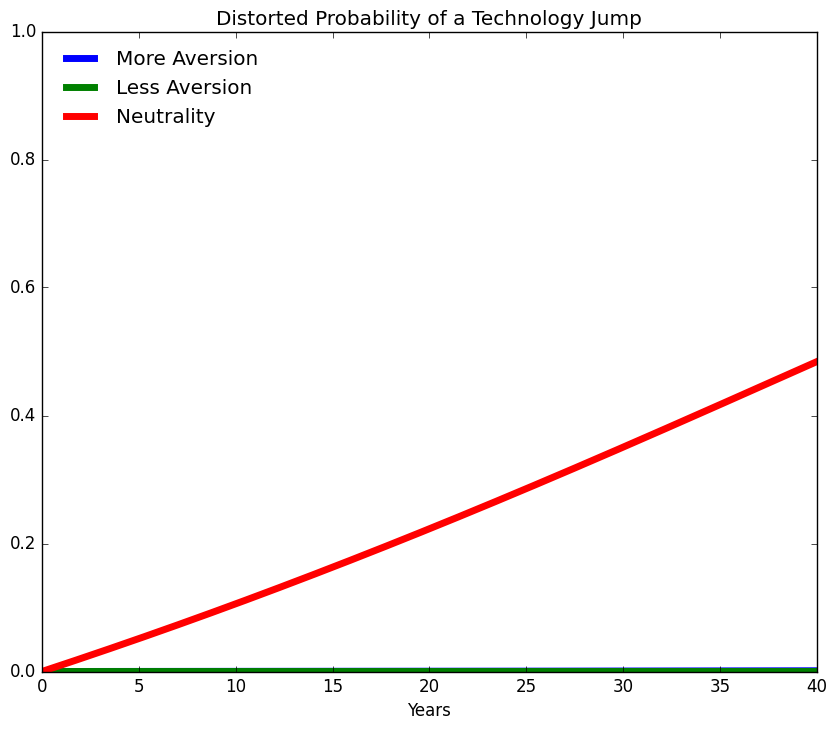 Distorted Probability of a Technology Jump
1.0
More Aversion
Less Aversion
Neutrality
0.8
0.6
0.4
0.2
0.0
0 5 10 15 20 25 30 35 40
Years